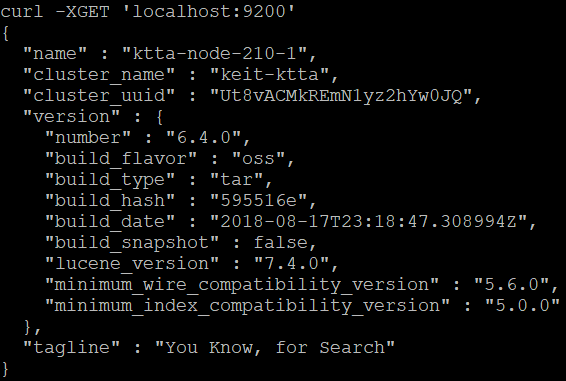 curl -XGET 'localhost:9200'
{
  "name" : "ktta-node-210-1",
  "cluster_name" : "keit-ktta",
  "cluster_uuid" : "Ut8vACMkREmN1yz2hYw0JQ",
  "version" : {
    "number" : "6.4.0",
    "build_flavor" : "oss",
    "build_type" : "tar",
    "build_hash" : "595516e",
    "build_date" : "2018-08-17T23:18:47.308994Z",
    "build_snapshot" : false,
    "lucene_version" : "7.4.0",
    "minimum_wire_compatibility_version" : "5.6.0",
    "minimum_index_compatibility_version" : "5.0.0"
  },
  "tagline" : "You Know, for Search"
}